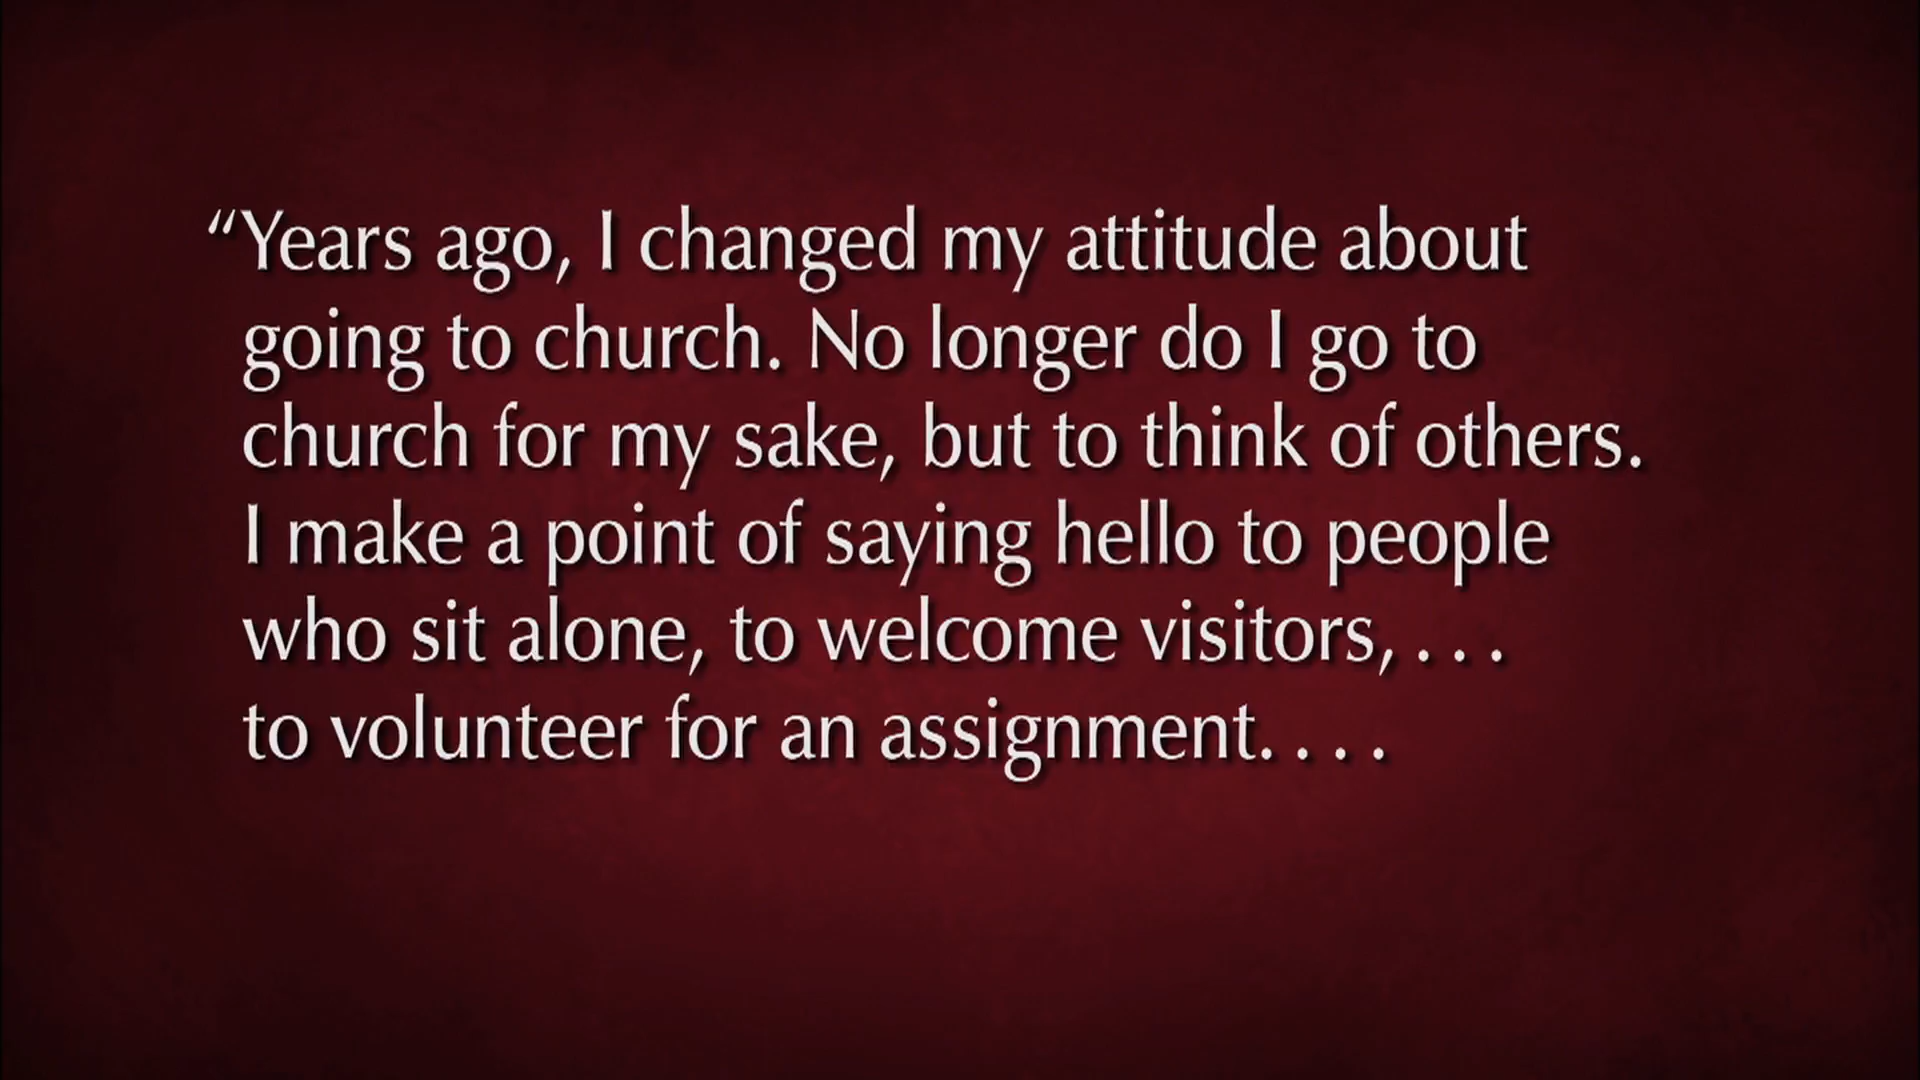 “Years ago, I changed my attitude about
going to church. No longer do I go to
church for my sake, but to think of others.
I make a point of saying hello to people
who sit alone, to welcome visitors, . . .
to volunteer for an assignment. . . .